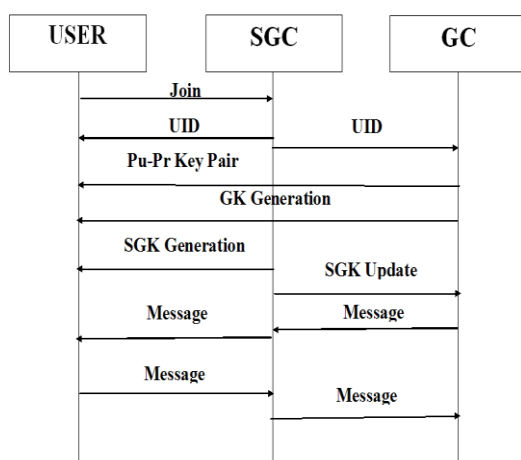 USER SGC GC
Join
UID UID
Pu-Pr Key Pair
GK Generation
SGK Generation
SGK Update
Message Message
Message